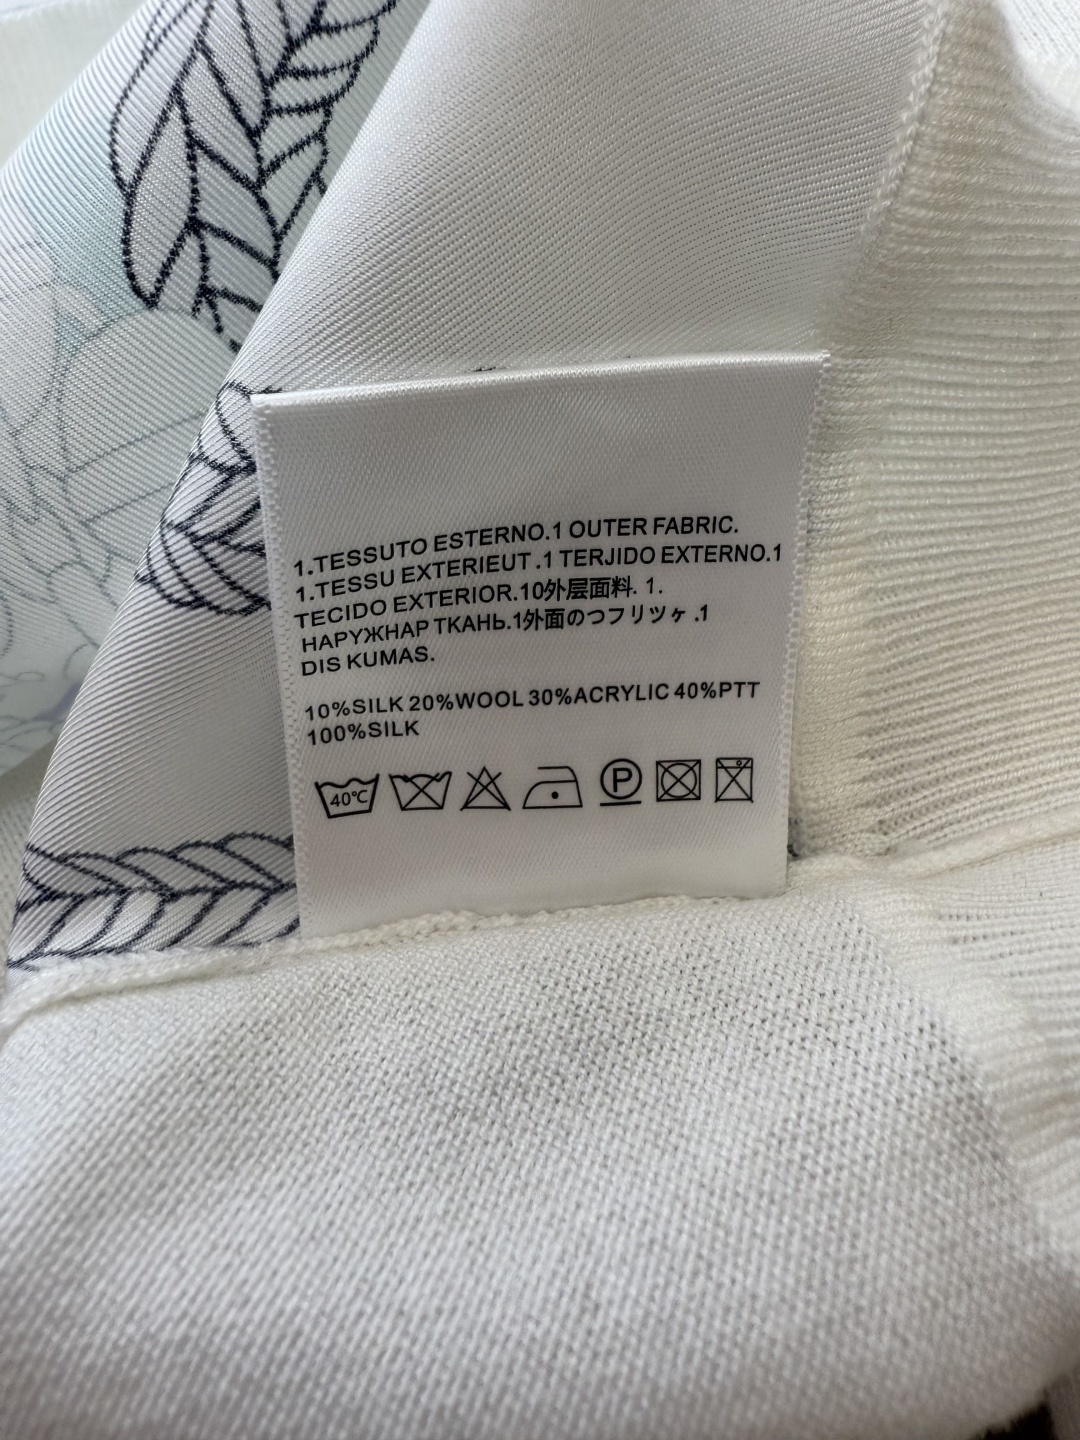 1.TESSUTO ESTERNO.1 OUTER FABRIC.
1.TESSU EXTERIEUT .1 TERJIDO EXTERNO.1
TECIDO EXTERIOR.10外层面料. 1.
НАРУЖНАР ТКАНЬ.1外面のつフリツヶ .1
DIS KUMAS.
10%SILK 20%WOOL 30%ACRYLIC 40%PTT
100%SILK
40℃ P